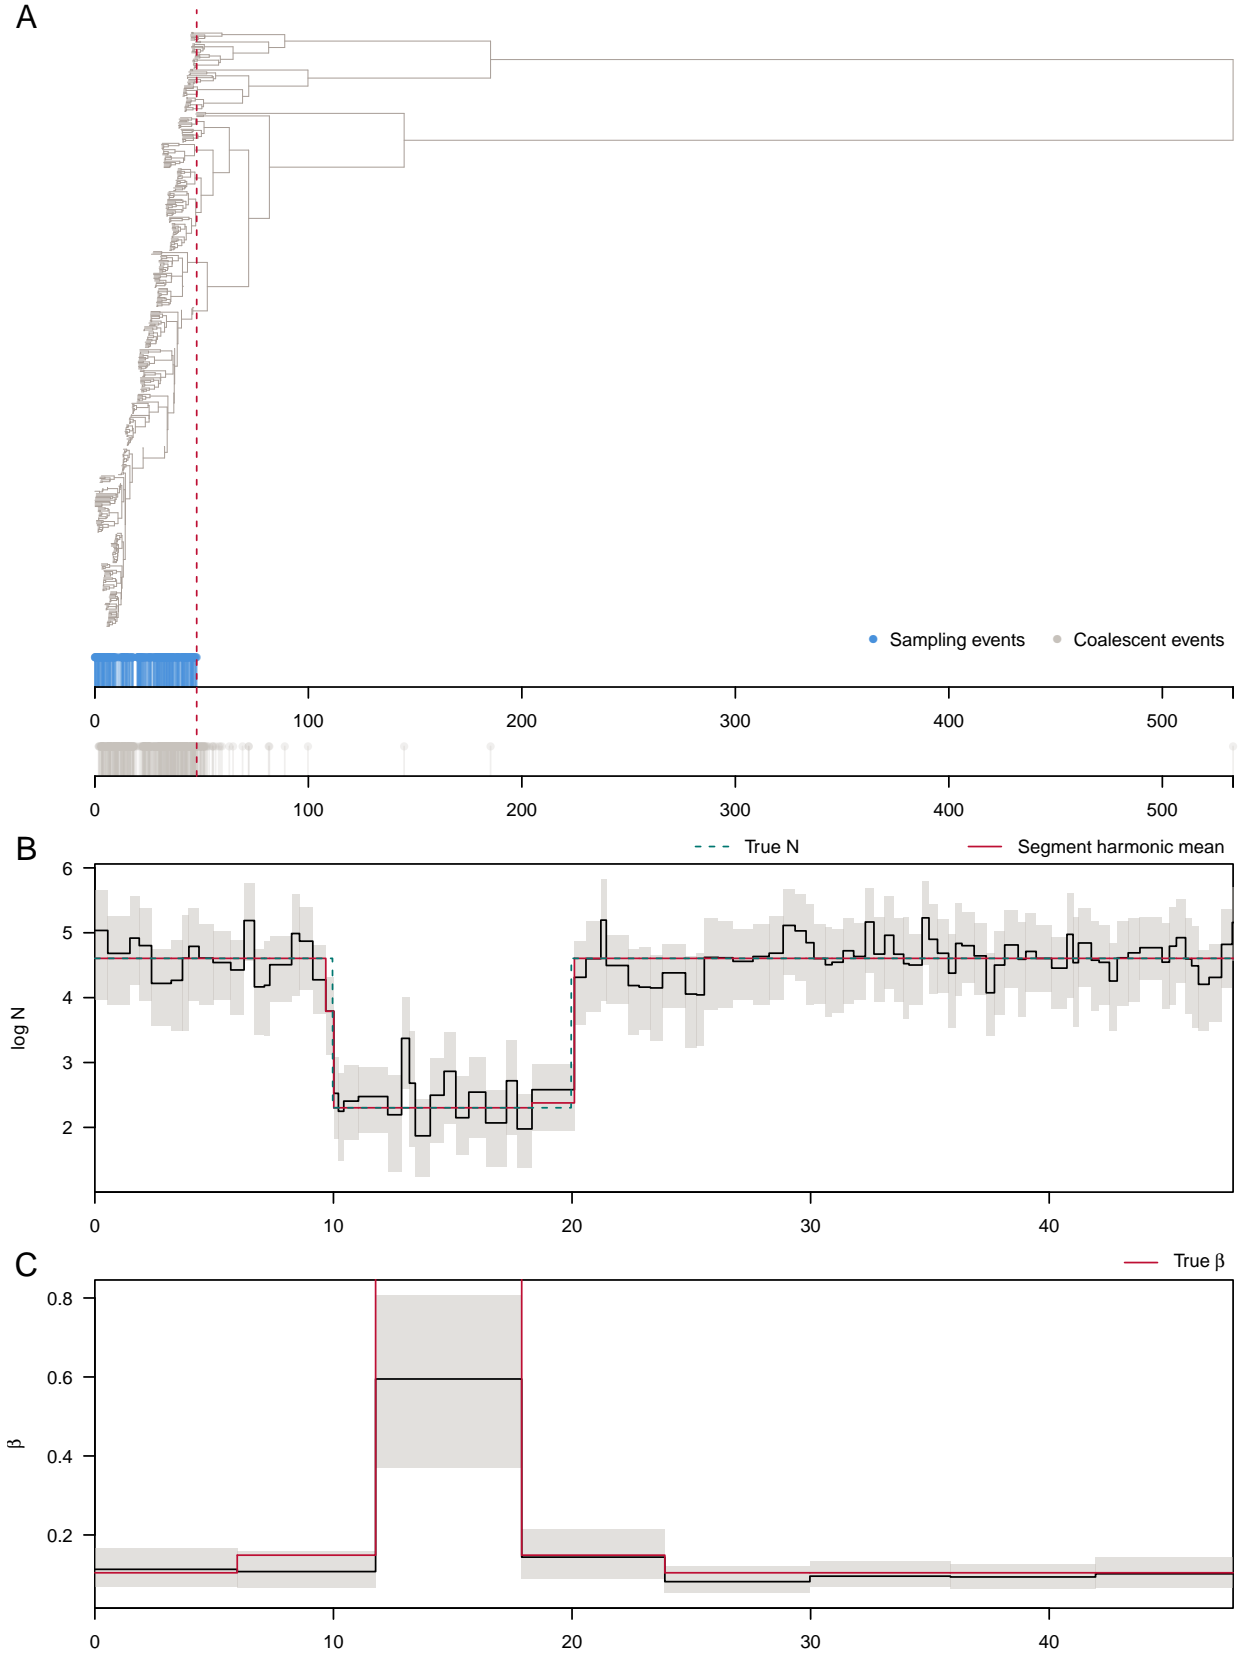 A
Sampling events
Coalescent events
0 100 200 300 400 500
0 100 200 300 400 500
B
True N
Segment harmonic mean
6
5
4
3
2
log N
0 10 20 30 40
C
True β
0.8
0.6
0.4
0.2
β
0 10 20 30 40